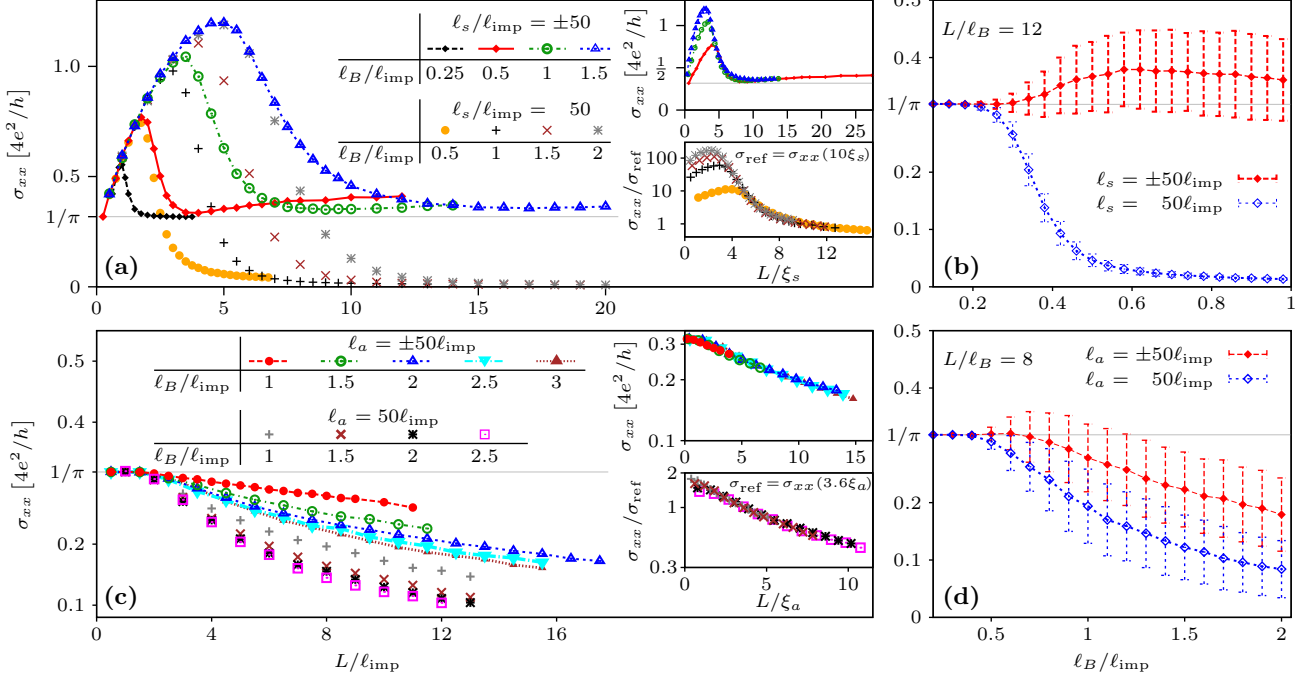 σxx [4e²/h]
1.0
0.5
1/π
0
ℓs/ℓimp = ±50
ℓB/ℓimp 0.25 0.5 1 1.5
ℓs/ℓimp = 50
ℓB/ℓimp 0.5 1 1.5 2
(a)
0 5 10 15 20
σxx [4e²/h]
1
1/2
0
0 5 10 15 20 25
σxx/σref
100
10
1
σref = σxx(10ξs)
0 4 8 12
L/ξs
0.5
0.4
1/π
0.2
0.1
0
L/ℓB = 12
ℓs = ±50ℓimp
ℓs = 50ℓimp
(b)
0.2 0.4 0.6 0.8 1
σxx [4e²/h]
0.5
0.4
1/π
0.2
0.1
ℓa = ±50ℓimp
ℓB/ℓimp 1 1.5 2 2.5 3
ℓa = 50ℓimp
ℓB/ℓimp 1 1.5 2 2.5
(c)
0 4 8 12 16
L/ℓimp
σxx [4e²/h]
0.3
0.2
0.1
0 5 10 15
σxx/σref
2
1
0.3
σref = σxx(3.6ξa)
0 5 10
L/ξa
0.5
0.4
1/π
0.2
0.1
0
L/ℓB = 8
ℓa = ±50ℓimp
ℓa = 50ℓimp
(d)
0.5 1 1.5 2
ℓB/ℓimp